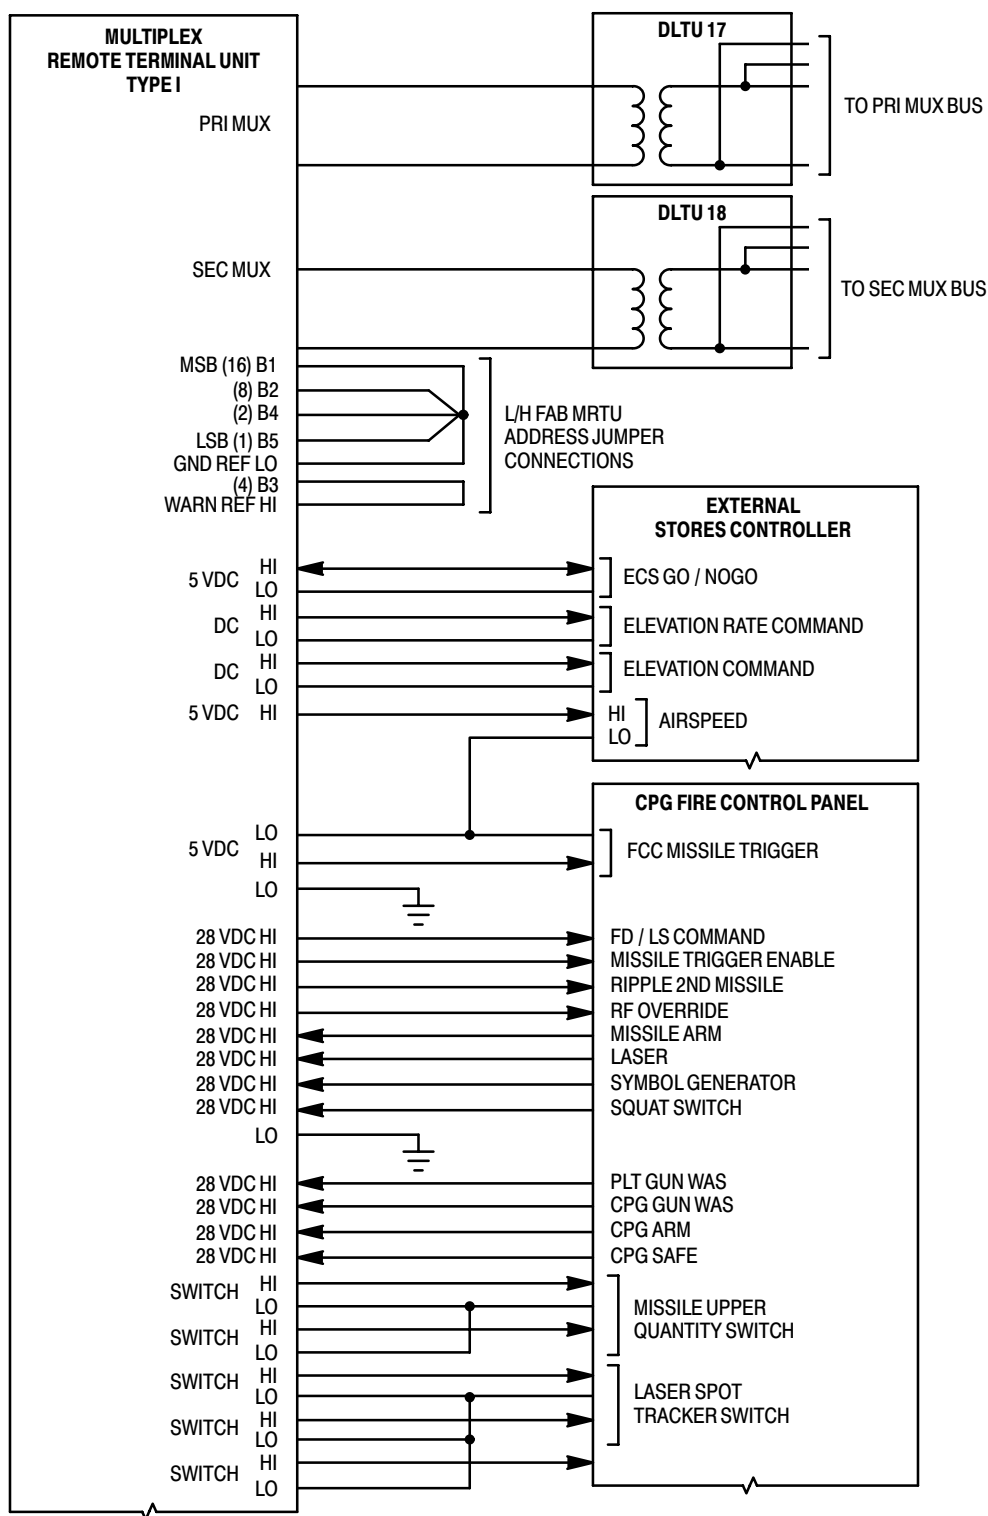 MULTIPLEX
REMOTE TERMINAL UNIT
TYPE I
PRI MUX
SEC MUX
MSB (16) B1
(8) B2
(2) B4
LSB (1) B5
GND REF LO
(4) B3
WARN REF HI
5 VDC
HI
LO
DC
HI
LO
DC
HI
LO
5 VDC HI
LO
5 VDC
HI
LO
28 VDC HI
28 VDC HI
28 VDC HI
28 VDC HI
28 VDC HI
28 VDC HI
28 VDC HI
28 VDC HI
LO
28 VDC HI
28 VDC HI
28 VDC HI
28 VDC HI
SWITCH
HI
LO
SWITCH
HI
LO
SWITCH
HI
LO
SWITCH
HI
LO
SWITCH
HI
LO
DLTU 17
TO PRI MUX BUS
DLTU 18
TO SEC MUX BUS
L/H FAB MRTU
ADDRESS JUMPER
CONNECTIONS
EXTERNAL
STORES CONTROLLER
ECS GO / NOGO
ELEVATION RATE COMMAND
ELEVATION COMMAND
HI
LO
AIRSPEED
CPG FIRE CONTROL PANEL
FCC MISSILE TRIGGER
FD / LS COMMAND
MISSILE TRIGGER ENABLE
RIPPLE 2ND MISSILE
RF OVERRIDE
MISSILE ARM
LASER
SYMBOL GENERATOR
SQUAT SWITCH
PLT GUN WAS
CPG GUN WAS
CPG ARM
CPG SAFE
MISSILE UPPER
QUANTITY SWITCH
LASER SPOT
TRACKER SWITCH